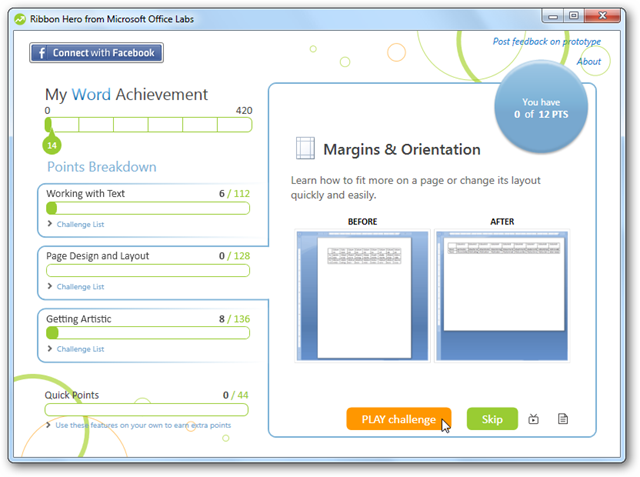 Ribbon Hero from Microsoft Office Labs
Connect with Facebook
Post feedback on prototype
About
My Word Achievement
0 420
14
Points Breakdown
Working with Text 6 / 112
Challenge List
Page Design and Layout 0 / 128
Challenge List
Getting Artistic 8 / 136
Challenge List
Quick Points 0 / 44
Use these features on your own to earn extra points
You have
0 of 12 PTS
Margins & Orientation
Learn how to fit more on a page or change its layout
quickly and easily.
BEFORE AFTER
PLAY challenge Skip